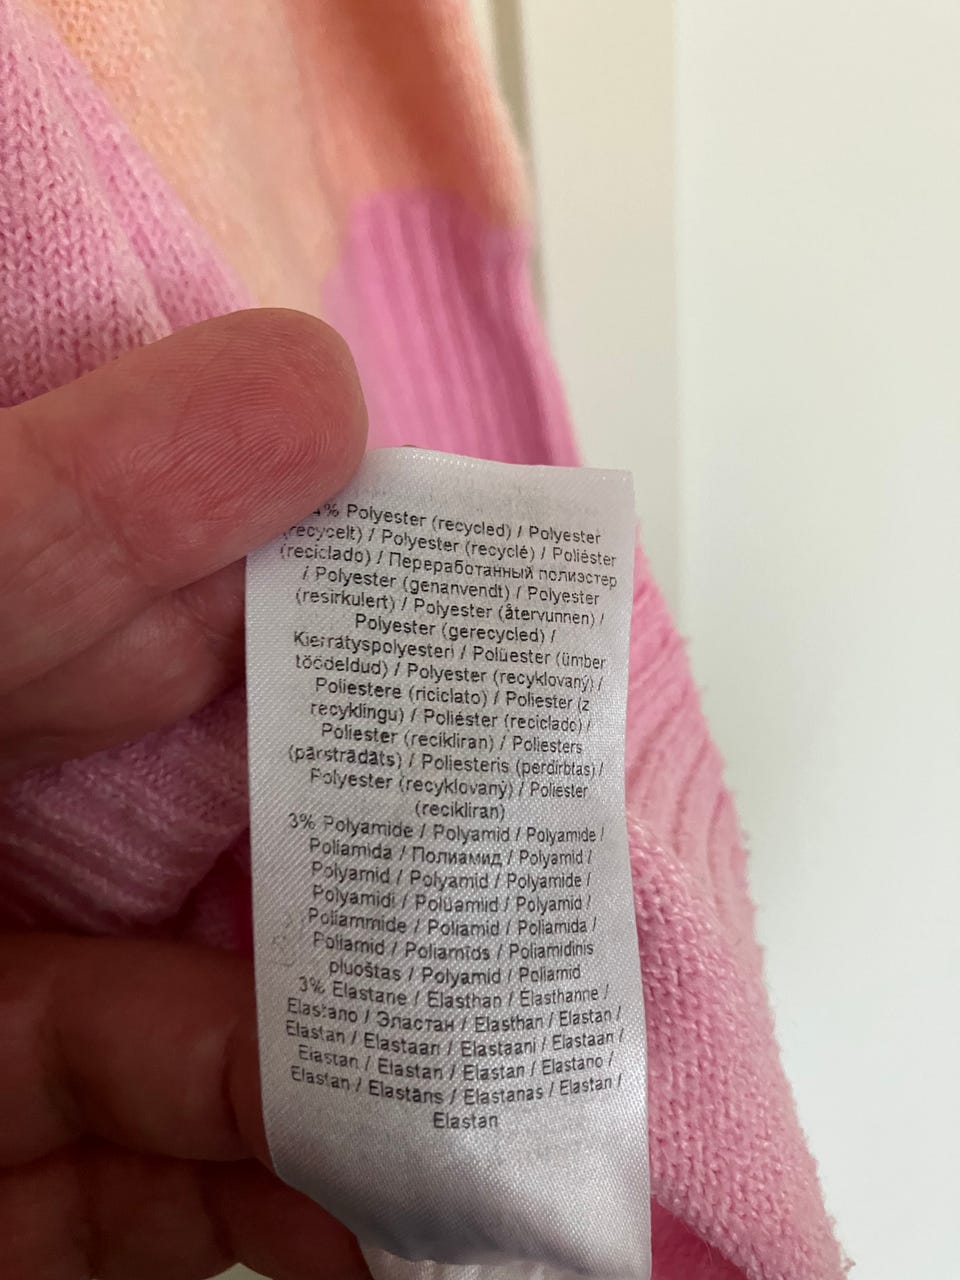 4% Polyester (recycled) / Polyester
(recycelt) / Polyester (recyclé) / Poliéster
(reciclado) / Переработанный полиэстер
/ Polyester (genanvendt) / Polyester
(resirkulert) / Polyester (återvunnen) /
Polyester (gerecycled) /
Kierrätyspolyesteri / Polüester (ümber
töödeldud) / Polyester (recyklovaný) /
Poliestere (riciclato) / Poliester (z
recyklingu) / Poliéster (reciclado) /
Poliester (recikliran) / Poliesters
(pārstrādāts) / Poliesteris (perdirbtas) /
Polyester (recyklovaný) / Poliester
(recikliran)
3% Polyamide / Polyamid / Polyamide /
Poliamida / Полиамид / Polyamid /
Polyamid / Polyamid / Polyamide /
Polyamidi / Polüamiid / Polyamid /
Poliammide / Poliamid / Poliamida /
Poliamid / Poliamīds / Poliamidinis
pluoštas / Polyamid / Poliamid
3% Elastane / Elasthan / Élasthanne /
Elastano / Эластан / Elasthan / Elastan /
Elastan / Elastaan / Elastaani / Elastaan /
Elastan / Elastan / Elastan / Elastano /
Elastan / Elastāns / Elastanas / Elastan /
Elastan